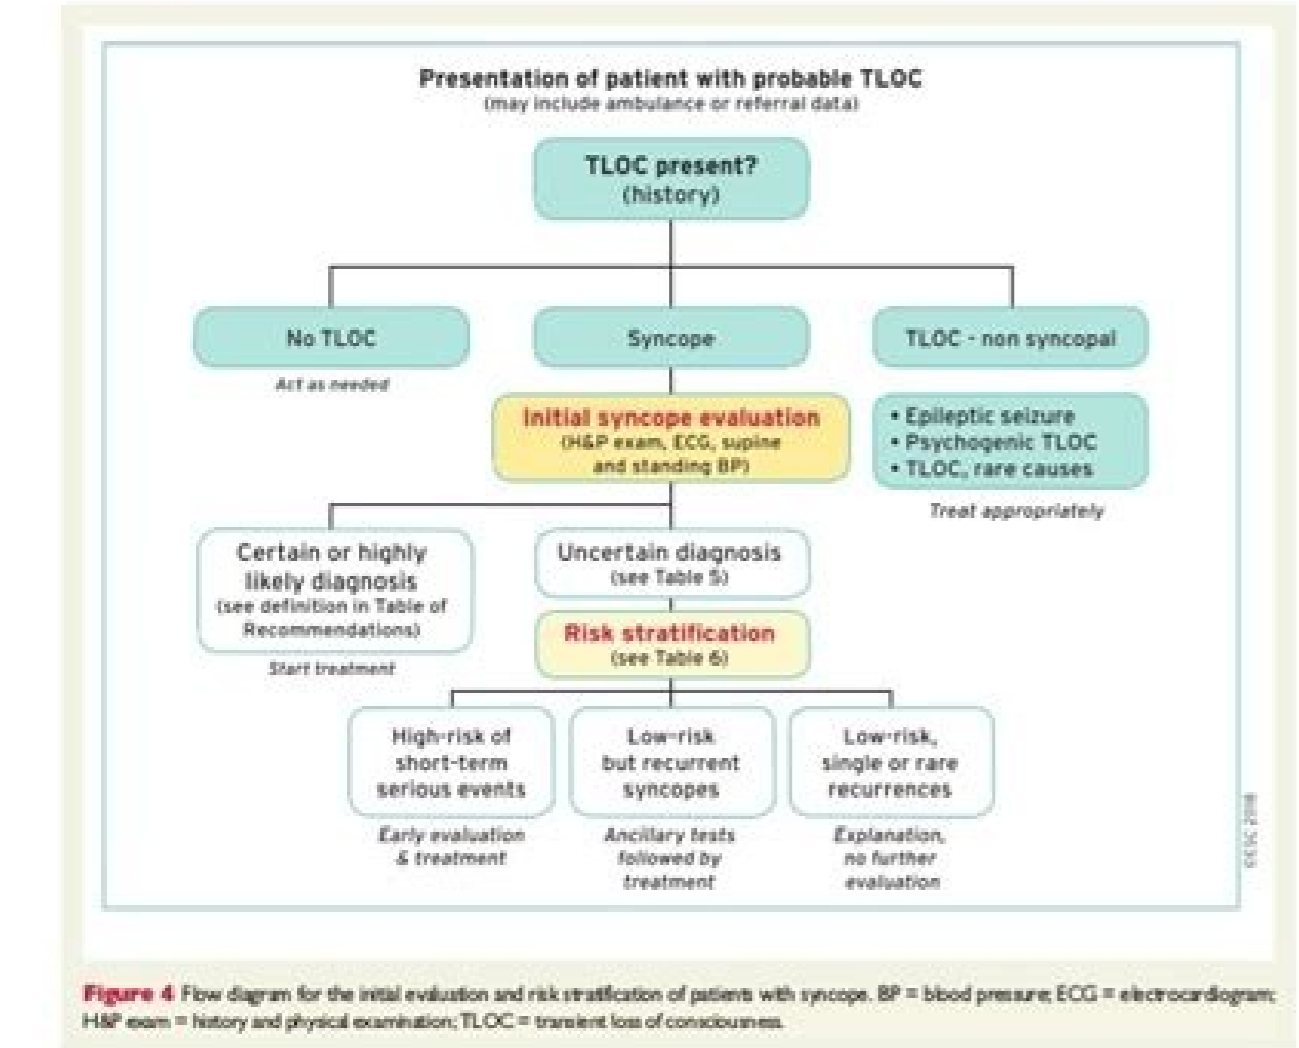 Presentation of patient with probable TLOC
(may include ambulance or referral data)
TLOC present?
(history)
No TLOC
Act as needed
Syncope
TLOC - non syncopal
Initial syncope evaluation
(H&P exam, ECG, supine
and standing BP)
• Epileptic seizure
• Psychogenic TLOC
• TLOC, rare causes
Treat appropriately
Certain or highly
likely diagnosis
(see definition in Table of
Recommendations)
Start treatment
Uncertain diagnosis
(see Table 5)
Risk stratification
(see Table 6)
High-risk of
short-term
serious events
Early evaluation
& treatment
Low-risk
but recurrent
syncopes
Ancillary tests
followed by
treatment
Low-risk,
single or rare
recurrences
Explanation,
no further
evaluation
©ESC 2018
Figure 4 Flow diagram for the initial evaluation and risk stratification of patients with syncope. BP = blood pressure; ECG = electrocardiogram;
H&P exam = history and physical examination; TLOC = transient loss of consciousness.